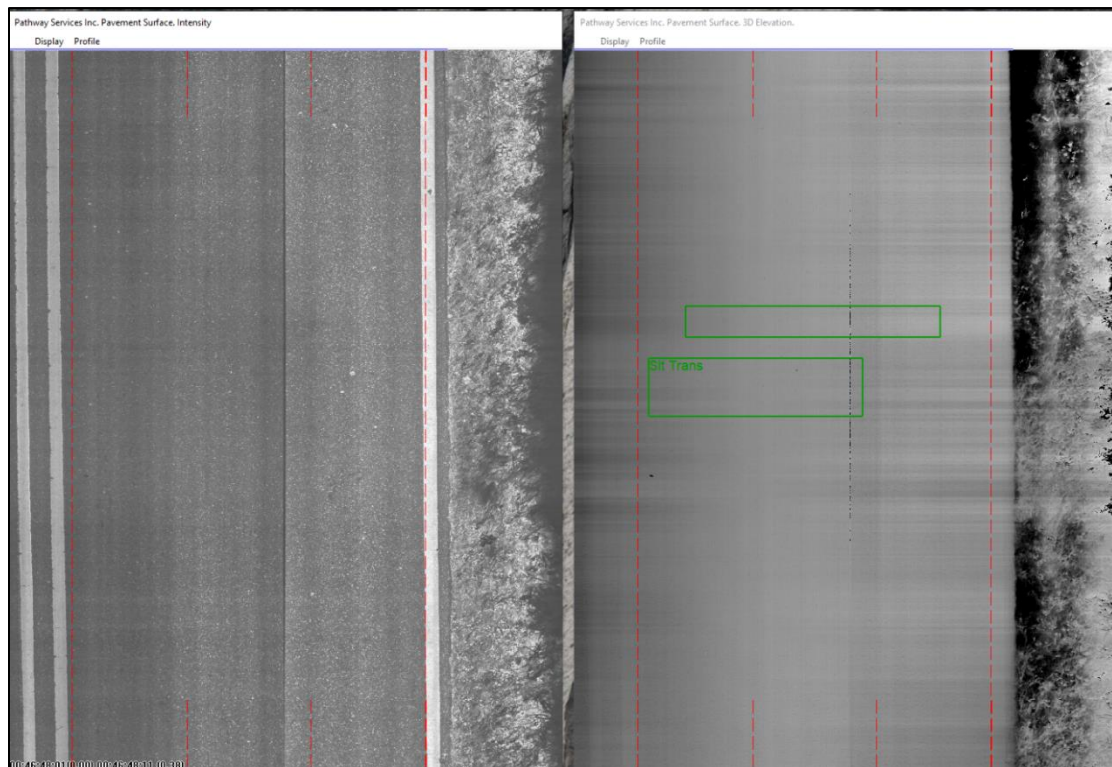 Pathway Services Inc. Pavement Surface. Intensity
Display Profile
Pathway Services Inc. Pavement Surface. 3D Elevation.
Display Profile
Slt Trans